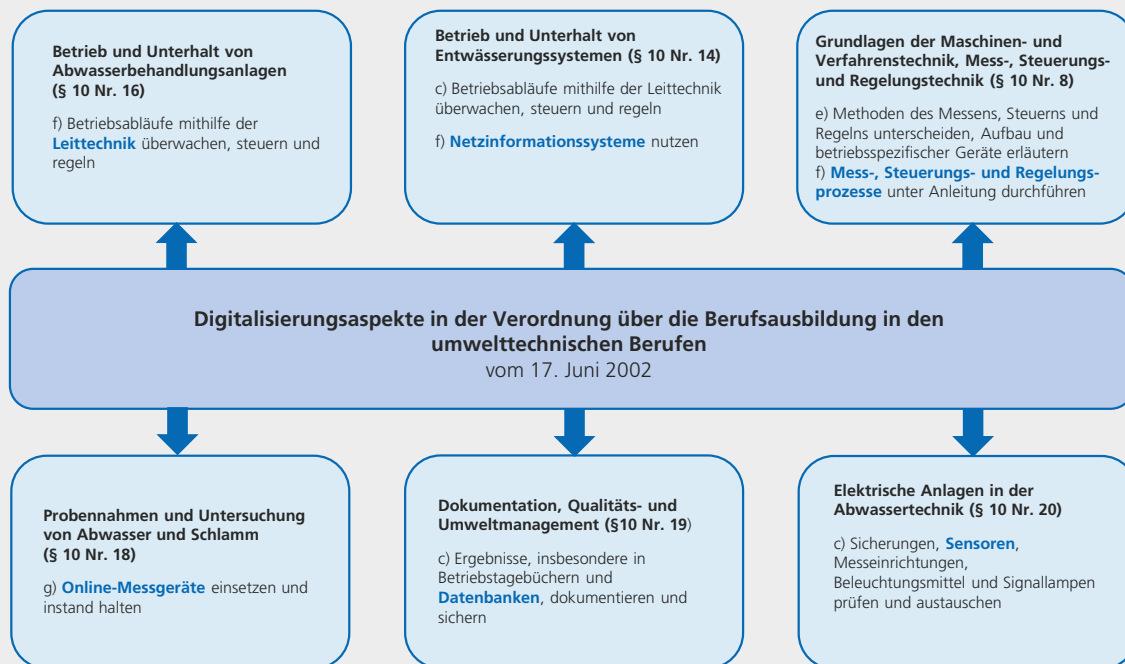 Betrieb und Unterhalt von
Abwasserbehandlungsanlagen
(§ 10 Nr. 16)
f) Betriebsabläufe mithilfe der
Leittechnik überwachen, steuern und
regeln
Betrieb und Unterhalt von
Entwässerungssystemen (§ 10 Nr. 14)
c) Betriebsabläufe mithilfe der Leittechnik
überwachen, steuern und regeln
f) Netzinformationssysteme nutzen
Grundlagen der Maschinen- und
Verfahrenstechnik, Mess-, Steuerungs-
und Regelungstechnik (§ 10 Nr. 8)
e) Methoden des Messens, Steuerns und
Regelns unterscheiden, Aufbau und
betriebsspezifischer Geräte erläutern
f) Mess-, Steuerungs- und Regelungs-
prozesse unter Anleitung durchführen
Digitalisierungsaspekte in der Verordnung über die Berufsausbildung in den
umwelttechnischen Berufen
vom 17. Juni 2002
Probennahmen und Untersuchung
von Abwasser und Schlamm
(§ 10 Nr. 18)
g) Online-Messgeräte einsetzen und
instand halten
Dokumentation, Qualitäts- und
Umweltmanagement (§10 Nr. 19)
c) Ergebnisse, insbesondere in
Betriebstagebüchern und
Datenbanken, dokumentieren und
sichern
Elektrische Anlagen in der
Abwassertechnik (§ 10 Nr. 20)
c) Sicherungen, Sensoren,
Messeinrichtungen,
Beleuchtungsmittel und Signallampen
prüfen und austauschen